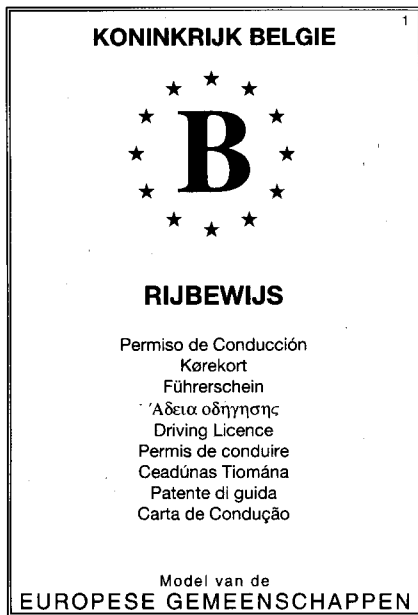 1
KONINKRIJK BELGIE
B
RIJBEWIJS
Permiso de Conducción
Kørekort
Führerschein
Άδεια οδήγησης
Driving Licence
Permis de conduire
Ceadúnas Tiomána
Patente di guida
Carta de Condução
Model van de
EUROPESE GEMEENSCHAPPEN